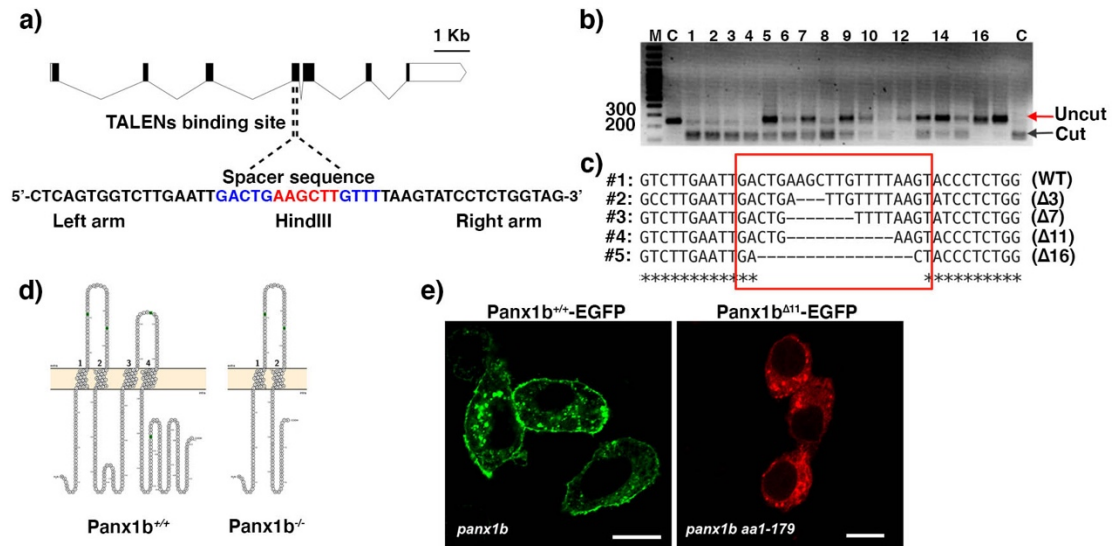 a)
1 Kb
TALENs binding site
Spacer sequence
5'-CTCAGTGGTCTTGAATTGACTGAAGCTTGTTTTAAGTATCCTCTGGTAG-3'
Left arm HindIII Right arm
b)
M C 1 2 3 4 5 6 7 8 9 10 12 14 16 C
300
200
Uncut
Cut
c)
#1: GTCTTGAATTGACTGAAGCTTGTTTTAAGTACCCTCTGG (WT)
#2: GCCTTGAATTGACTGA---TTGTTTTAAGTATCCTCTGG (Δ3)
#3: GTCTTGAATTGACTG-------TTTTAAGTATCCTCTGG (Δ7)
#4: GTCTTGAATTGACTG-----------AAGTACCCTCTGG (Δ11)
#5: GTCTTGAATTGA----------------CTACCCTCTGG (Δ16)
************ **********
d)
1 2 3 4
1 2
Panx1b+/+ Panx1b-/-
e)
Panx1b+/+-EGFP Panx1bΔ11-EGFP
panx1b panx1b aa1-179